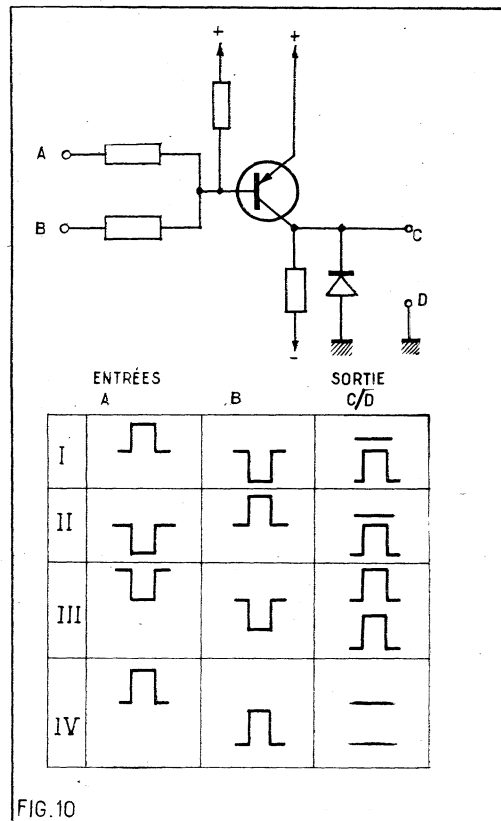 + +
A
B
C
D
-
ENTRÉES SORTIE
A B C/D
I
II
III
IV
FIG.10